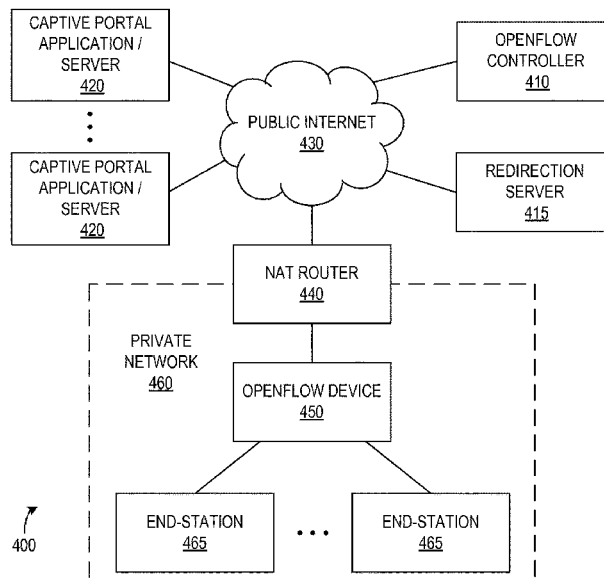 CAPTIVE PORTAL
APPLICATION /
SERVER
420
CAPTIVE PORTAL
APPLICATION /
SERVER
420
PUBLIC INTERNET
430
OPENFLOW
CONTROLLER
410
REDIRECTION
SERVER
415
NAT ROUTER
440
PRIVATE
NETWORK
460
OPENFLOW DEVICE
450
END-STATION
465
END-STATION
465
400